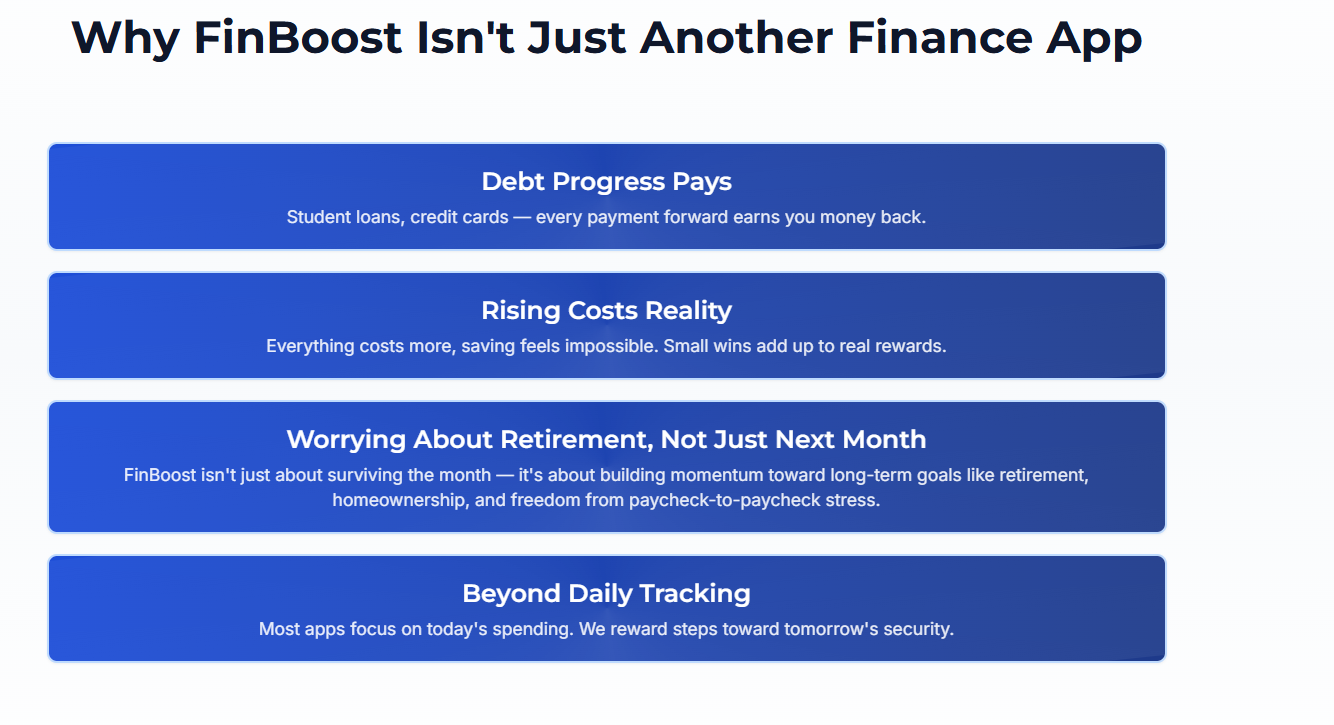 Why FinBoost Isn't Just Another Finance App
Debt Progress Pays
Student loans, credit cards — every payment forward earns you money back.
Rising Costs Reality
Everything costs more, saving feels impossible. Small wins add up to real rewards.
Worrying About Retirement, Not Just Next Month
FinBoost isn't just about surviving the month — it's about building momentum toward long-term goals like retirement,
homeownership, and freedom from paycheck-to-paycheck stress.
Beyond Daily Tracking
Most apps focus on today's spending. We reward steps toward tomorrow's security.